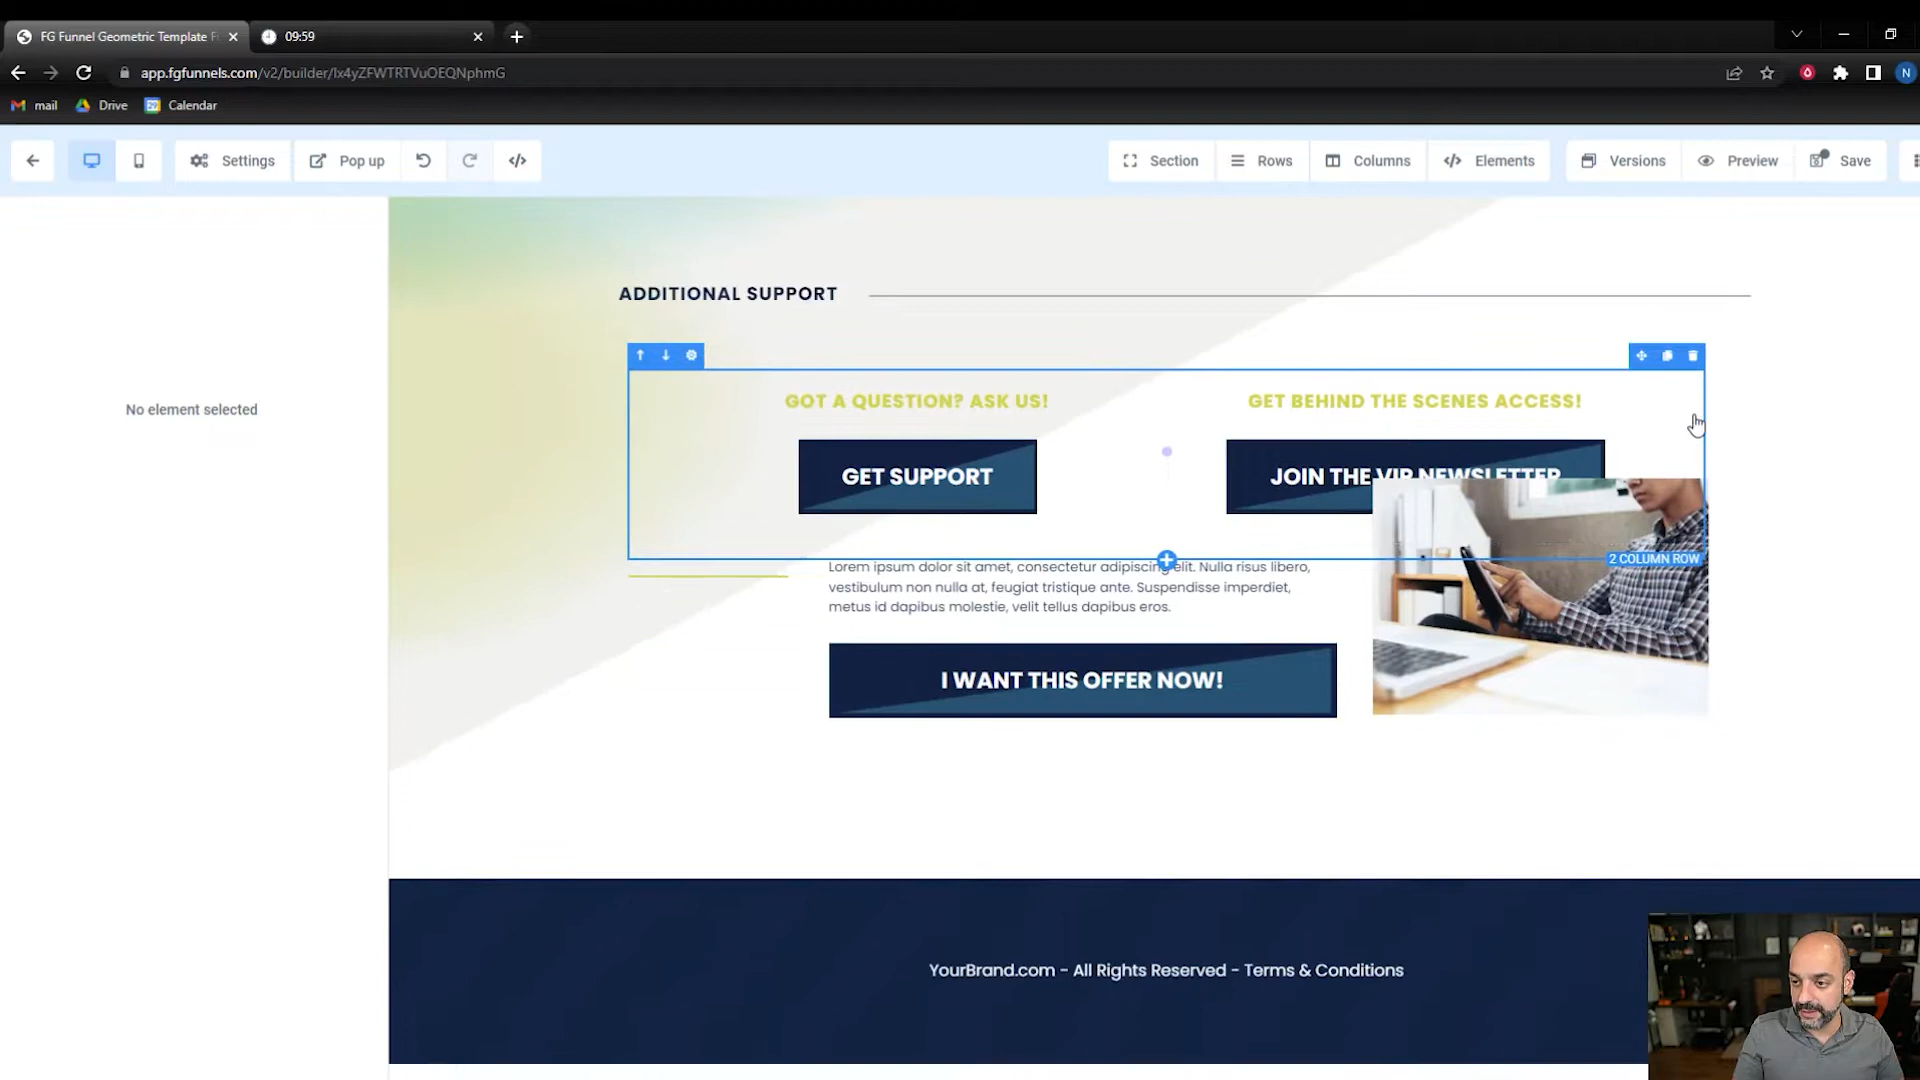 FG Funnel Geometric Template F
09:59
app.fgfunnels.com/v2/builder/lx4yZFWTRTVuOEQNphmG
N
mail
Drive
Calendar
Settings
Pop up
Section
Rows
Columns
Elements
Versions
Preview
Save
No element selected
ADDITIONAL SUPPORT
GOT A QUESTION? ASK US!
GET SUPPORT
GET BEHIND THE SCENES ACCESS!
JOIN THE VIP NEWSLETTER
2 COLUMN ROW
Lorem ipsum dolor sit amet, consectetur adipiscing elit. Nulla risus libero,
vestibulum non nulla at, feugiat tristique ante. Suspendisse imperdiet,
metus id dapibus molestie, velit tellus dapibus eros.
I WANT THIS OFFER NOW!
YourBrand.com - All Rights Reserved - Terms & Conditions